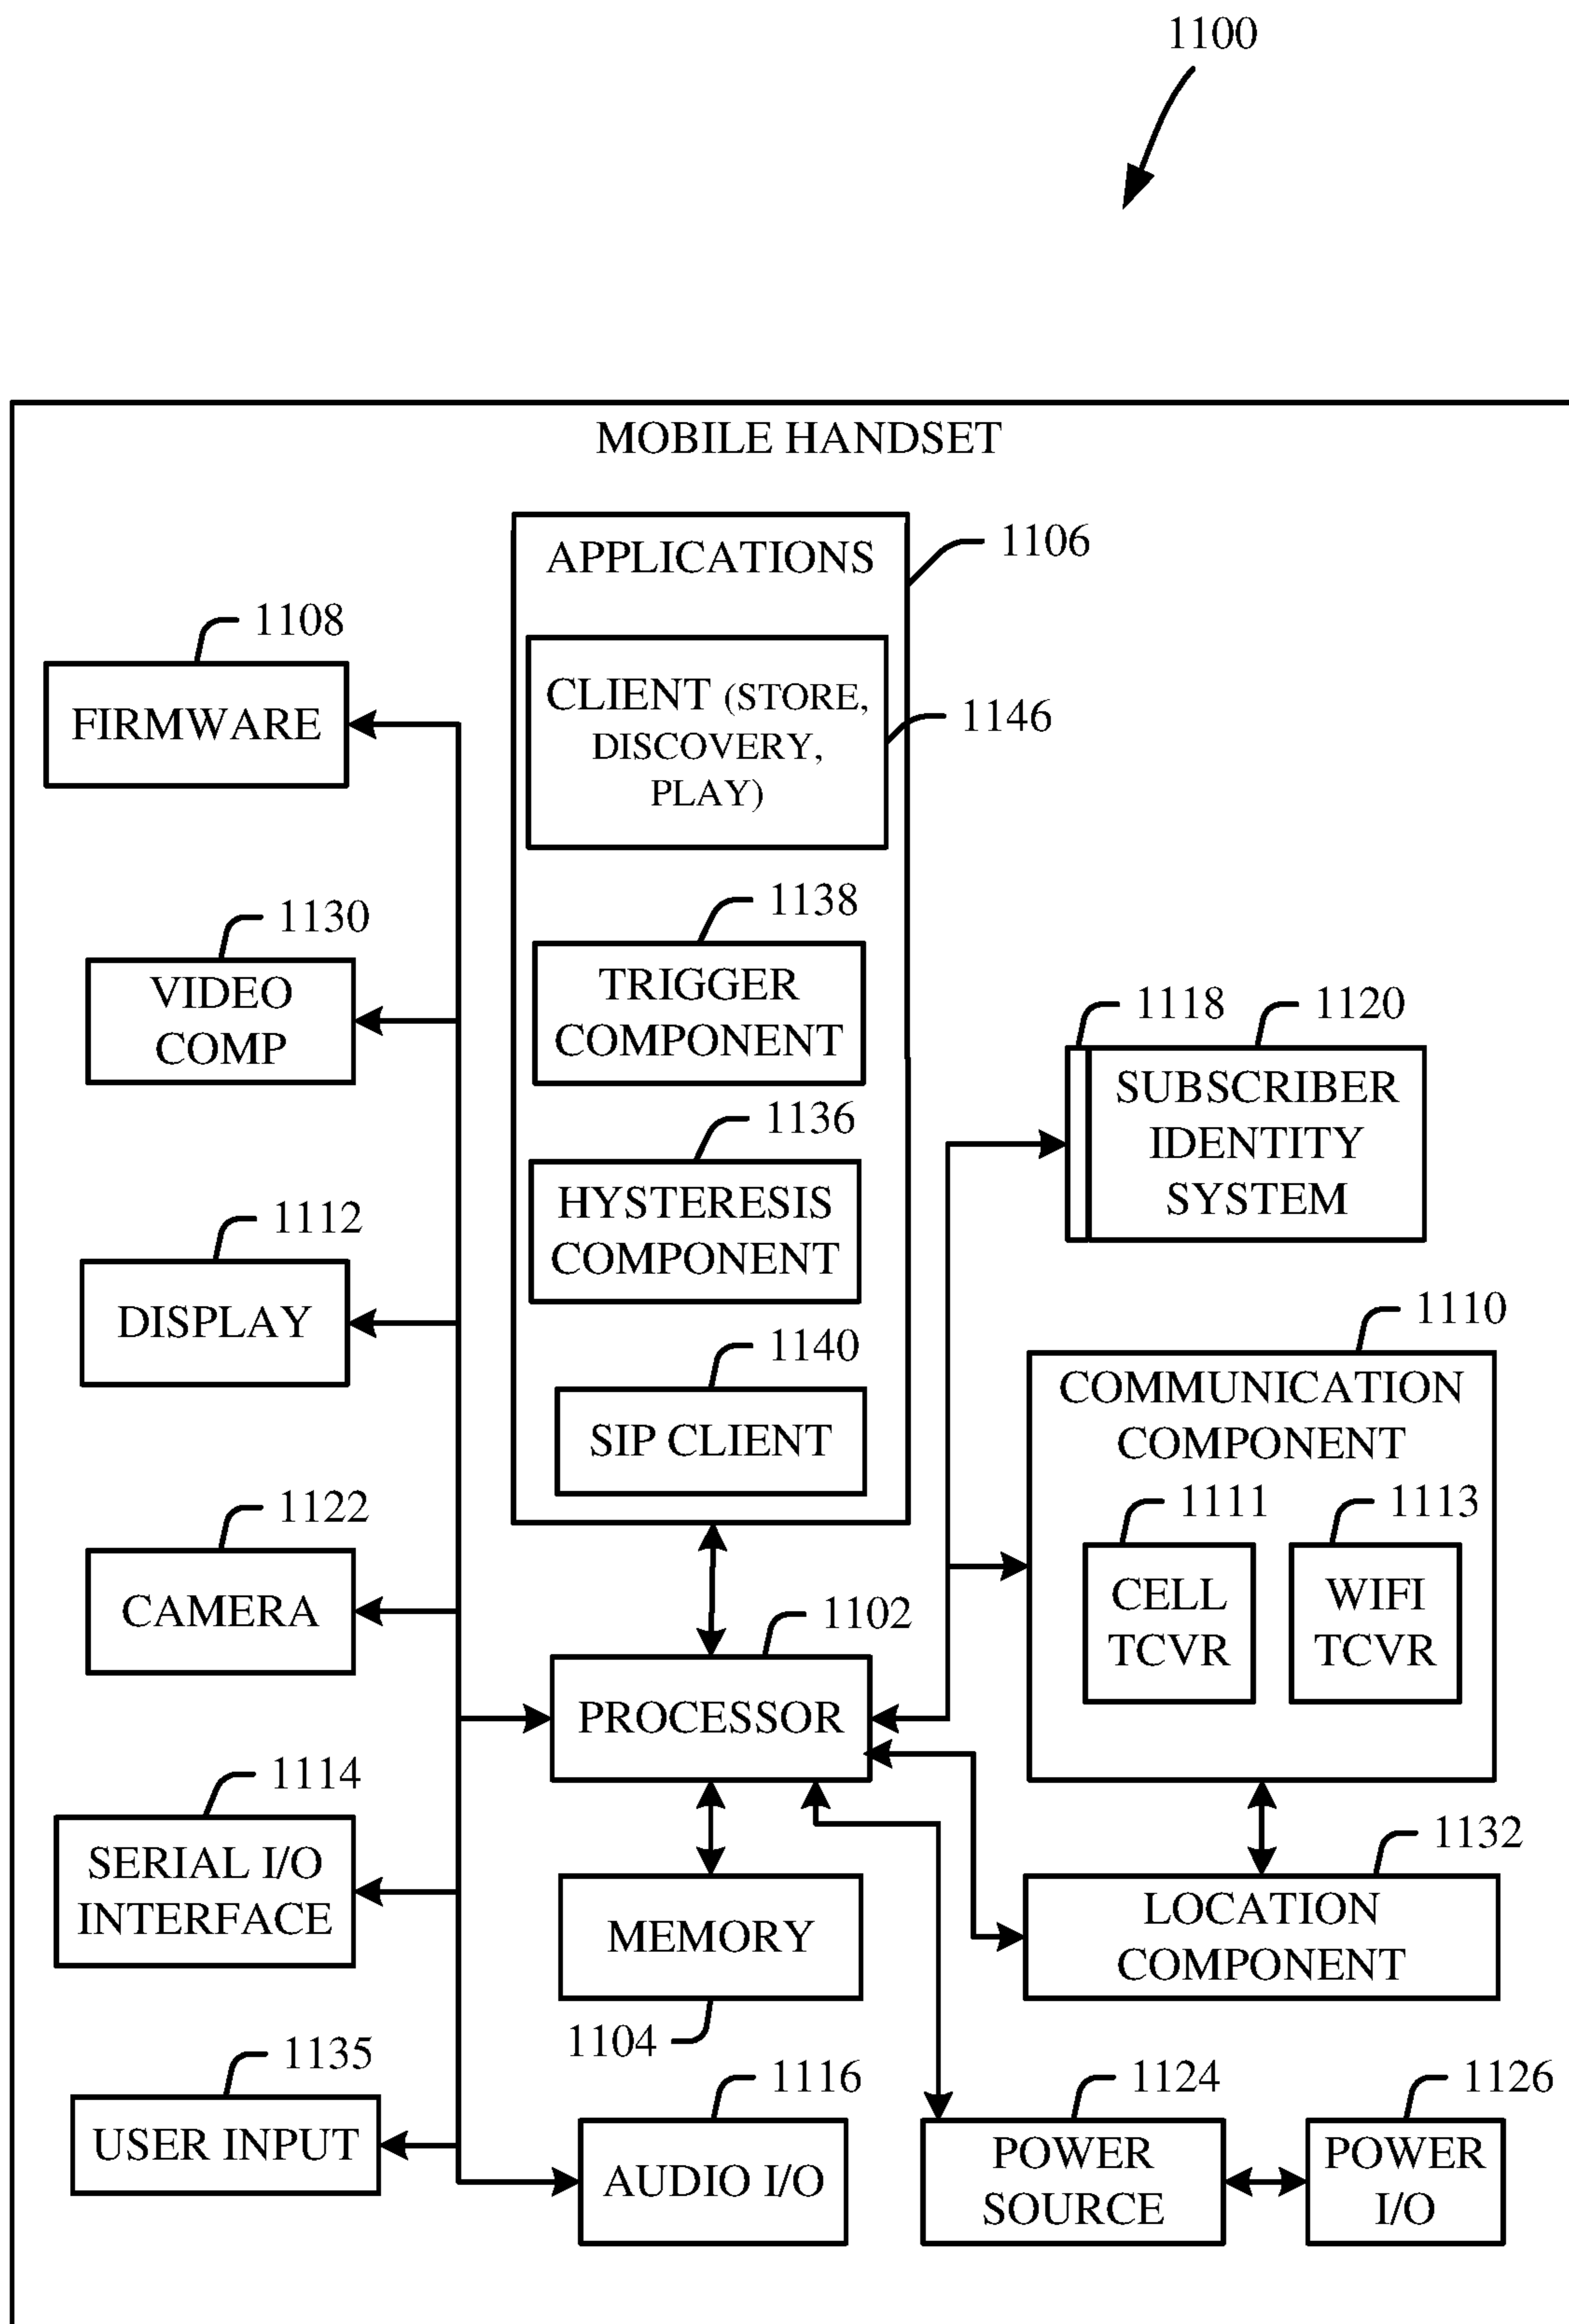 1100
MOBILE HANDSET
APPLICATIONS
1106
CLIENT (STORE,
DISCOVERY,
PLAY)
1146
1108
FIRMWARE
1138
TRIGGER
COMPONENT
1130
VIDEO
COMP
1118
1120
SUBSCRIBER
IDENTITY
SYSTEM
1136
HYSTERESIS
COMPONENT
1112
DISPLAY
1140
SIP CLIENT
1110
COMMUNICATION
COMPONENT
1111
CELL
TCVR
1113
WIFI
TCVR
1122
CAMERA
1102
PROCESSOR
1114
SERIAL I/O
INTERFACE
MEMORY
1104
1132
LOCATION
COMPONENT
1135
USER INPUT
1116
AUDIO I/O
1124
POWER
SOURCE
1126
POWER
I/O